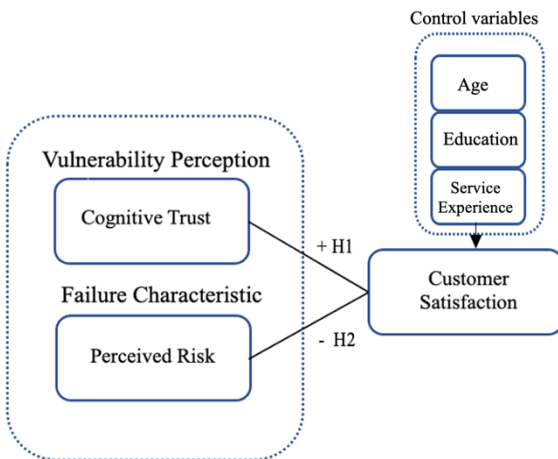 Control variables
Age
Education
Service
Experience
Vulnerability Perception
Cognitive Trust
+ H1
Customer
Satisfaction
Failure Characteristic
Perceived Risk
- H2